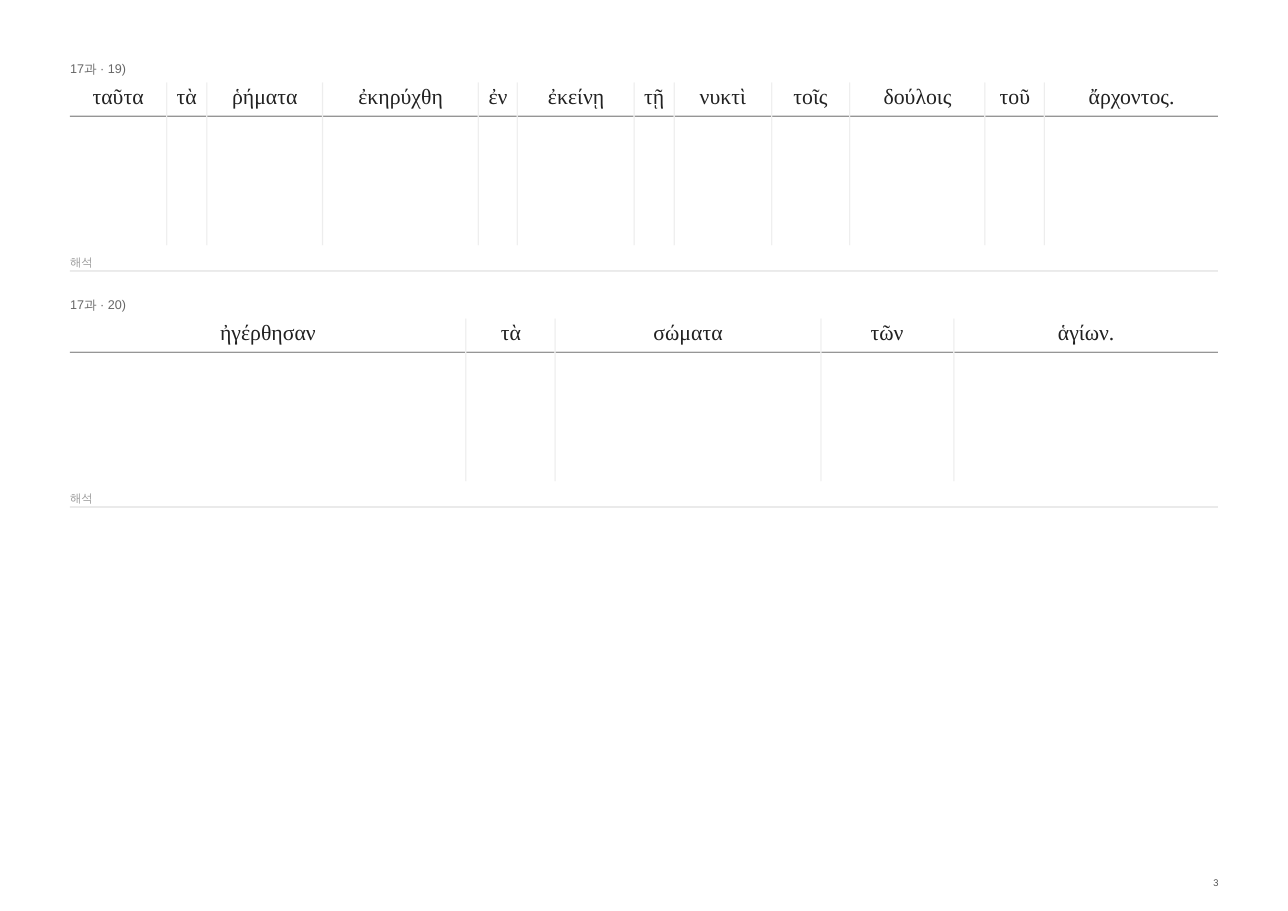 17과 · 19)
ταῦτα τὰ ῥήματα ἐκηρύχθη ἐν ἐκείνῃ τῇ νυκτὶ τοῖς δούλοις τοῦ ἄρχοντος.
해석
17과 · 20)
ἠγέρθησαν τὰ σώματα τῶν ἁγίων.
해석
3